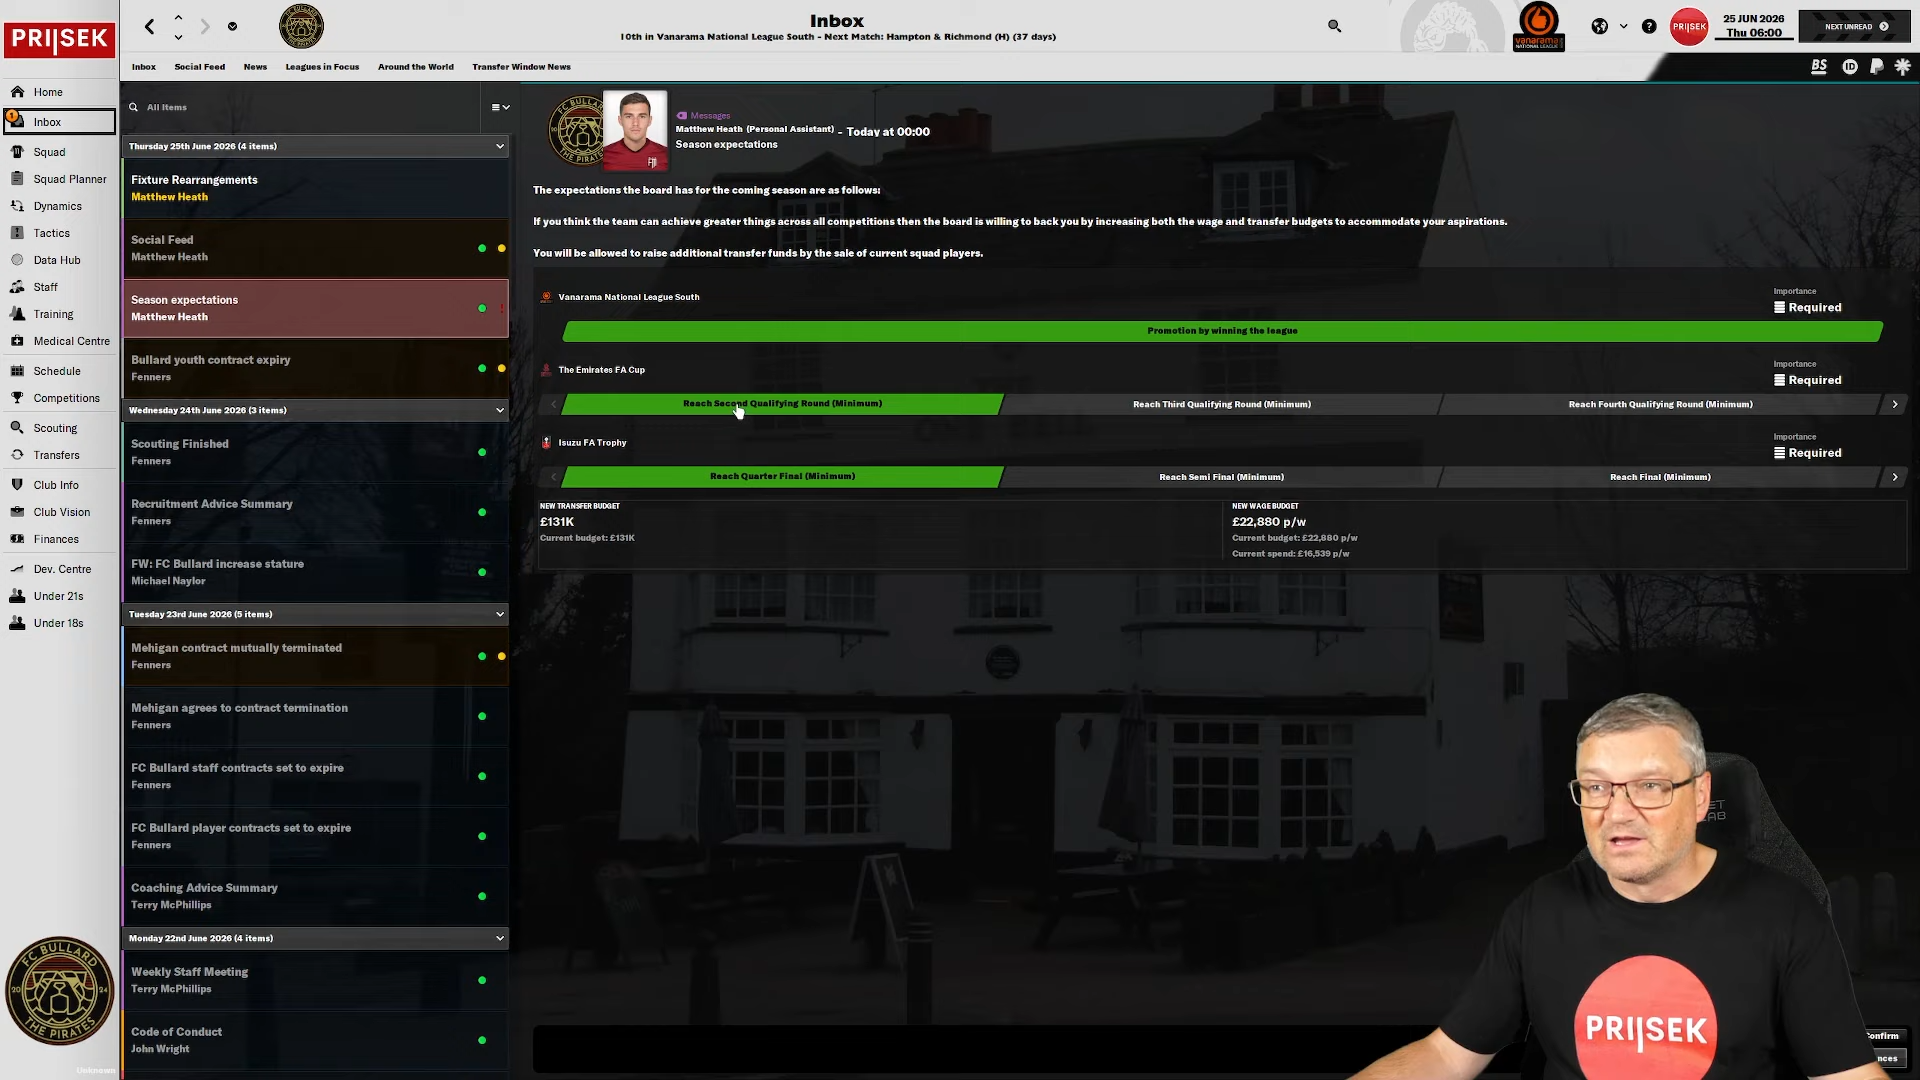 PRIJSEK
Inbox
10th in Vanarama National League South - Next Match: Hampton & Richmond (H) (37 days)
vanarama
NATIONAL LEAGUE
PRIJSEK
25 JUN 2026
Thu 06:00
NEXT UNREAD
Inbox
Social Feed
News
Leagues in Focus
Around the World
Transfer Window News
BS
ID
Home
1
Inbox
Squad
Squad Planner
Dynamics
Tactics
Data Hub
Staff
Training
Medical Centre
Schedule
Competitions
Scouting
Transfers
Club Info
Club Vision
Finances
Dev. Centre
Under 21s
Under 18s
FC BULLARD
20 24
THE PIRATES
Unknown
All Items
Thursday 25th June 2026 (4 items)
Fixture Rearrangements
Matthew Heath
Social Feed
Matthew Heath
Season expectations
Matthew Heath
Bullard youth contract expiry
Fenners
Wednesday 24th June 2026 (3 items)
Scouting Finished
Fenners
Recruitment Advice Summary
Fenners
FW: FC Bullard increase stature
Michael Naylor
Tuesday 23rd June 2026 (5 items)
Mehigan contract mutually terminated
Fenners
Mehigan agrees to contract termination
Fenners
FC Bullard staff contracts set to expire
Fenners
FC Bullard player contracts set to expire
Fenners
Coaching Advice Summary
Terry McPhillips
Monday 22nd June 2026 (4 items)
Weekly Staff Meeting
Terry McPhillips
Code of Conduct
John Wright
Messages
Matthew Heath (Personal Assistant) - Today at 00:00
Season expectations
The expectations the board has for the coming season are as follows:
If you think the team can achieve greater things across all competitions then the board is willing to back you by increasing both the wage and transfer budgets to accommodate your aspirations.
You will be allowed to raise additional transfer funds by the sale of current squad players.
Vanarama National League South
Importance
Required
Promotion by winning the league
The Emirates FA Cup
Importance
Required
Reach Second Qualifying Round (Minimum)
Reach Third Qualifying Round (Minimum)
Reach Fourth Qualifying Round (Minimum)
Isuzu FA Trophy
Importance
Required
Reach Quarter Final (Minimum)
Reach Semi Final (Minimum)
Reach Final (Minimum)
NEW TRANSFER BUDGET
£131K
Current budget: £131K
NEW WAGE BUDGET
£22,880 p/w
Current budget: £22,880 p/w
Current spend: £16,539 p/w
PRIJSEK
Confirm